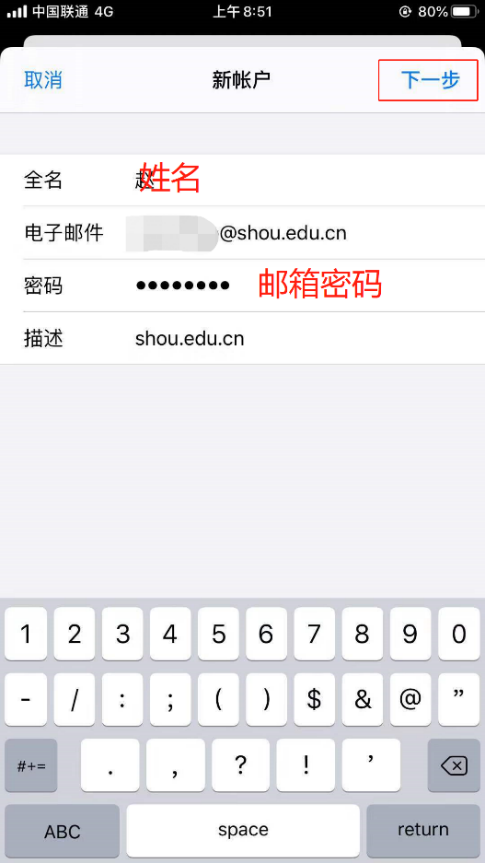 中国联通 4G 上午 8:51 80%
取消 新帐户 下一步
全名 赵 姓名
电子邮件 @shou.edu.cn
密码 •••••••• 邮箱密码
描述 shou.edu.cn
1 2 3 4 5 6 7 8 9 0
- / : ; ( ) $ & @ ”
#+= . , ? ! ’
ABC space return